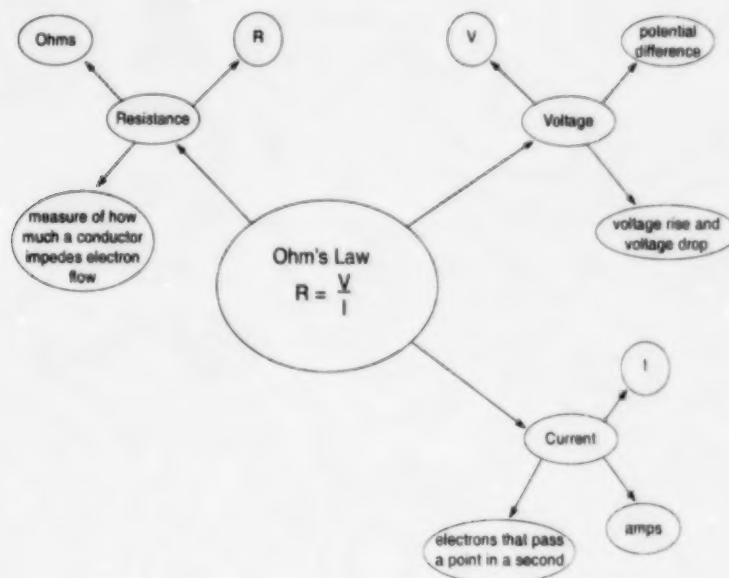 Ohms
R
Resistance
measure of how
much a conductor
impedes electron
flow
V
potential
difference
Voltage
voltage rise and
voltage drop
Ohm's Law
R = V
I
I
Current
electrons that pass
a point in a second
amps